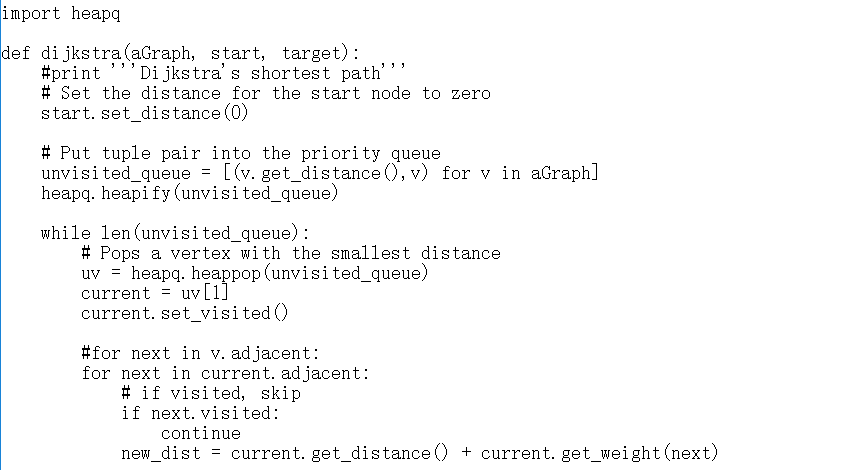 import heapq
def dijkstra(aGraph, start, target):
    #print '''Dijkstra's shortest path'''
    # Set the distance for the start node to zero
    start.set_distance(0)
    # Put tuple pair into the priority queue
    unvisited_queue = [(v.get_distance(),v) for v in aGraph]
    heapq.heapify(unvisited_queue)
    while len(unvisited_queue):
        # Pops a vertex with the smallest distance
        uv = heapq.heappop(unvisited_queue)
        current = uv[1]
        current.set_visited()
        #for next in v.adjacent:
        for next in current.adjacent:
            # if visited, skip
            if next.visited:
                continue
            new_dist = current.get_distance() + current.get_weight(next)